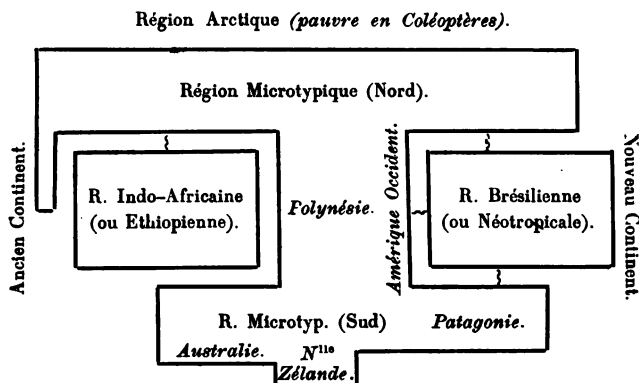 Région Arctique (pauvre en Coléoptères).
Région Microtypique (Nord).
Ancien Continent.
R. Indo-Africaine
(ou Ethiopienne).
Polynésie.
Amérique Occident.
R. Brésilienne
(ou Néotropicale).
Nouveau Continent.
R. Microtyp. (Sud)
Patagonie.
Australie.
Nlle
Zélande.